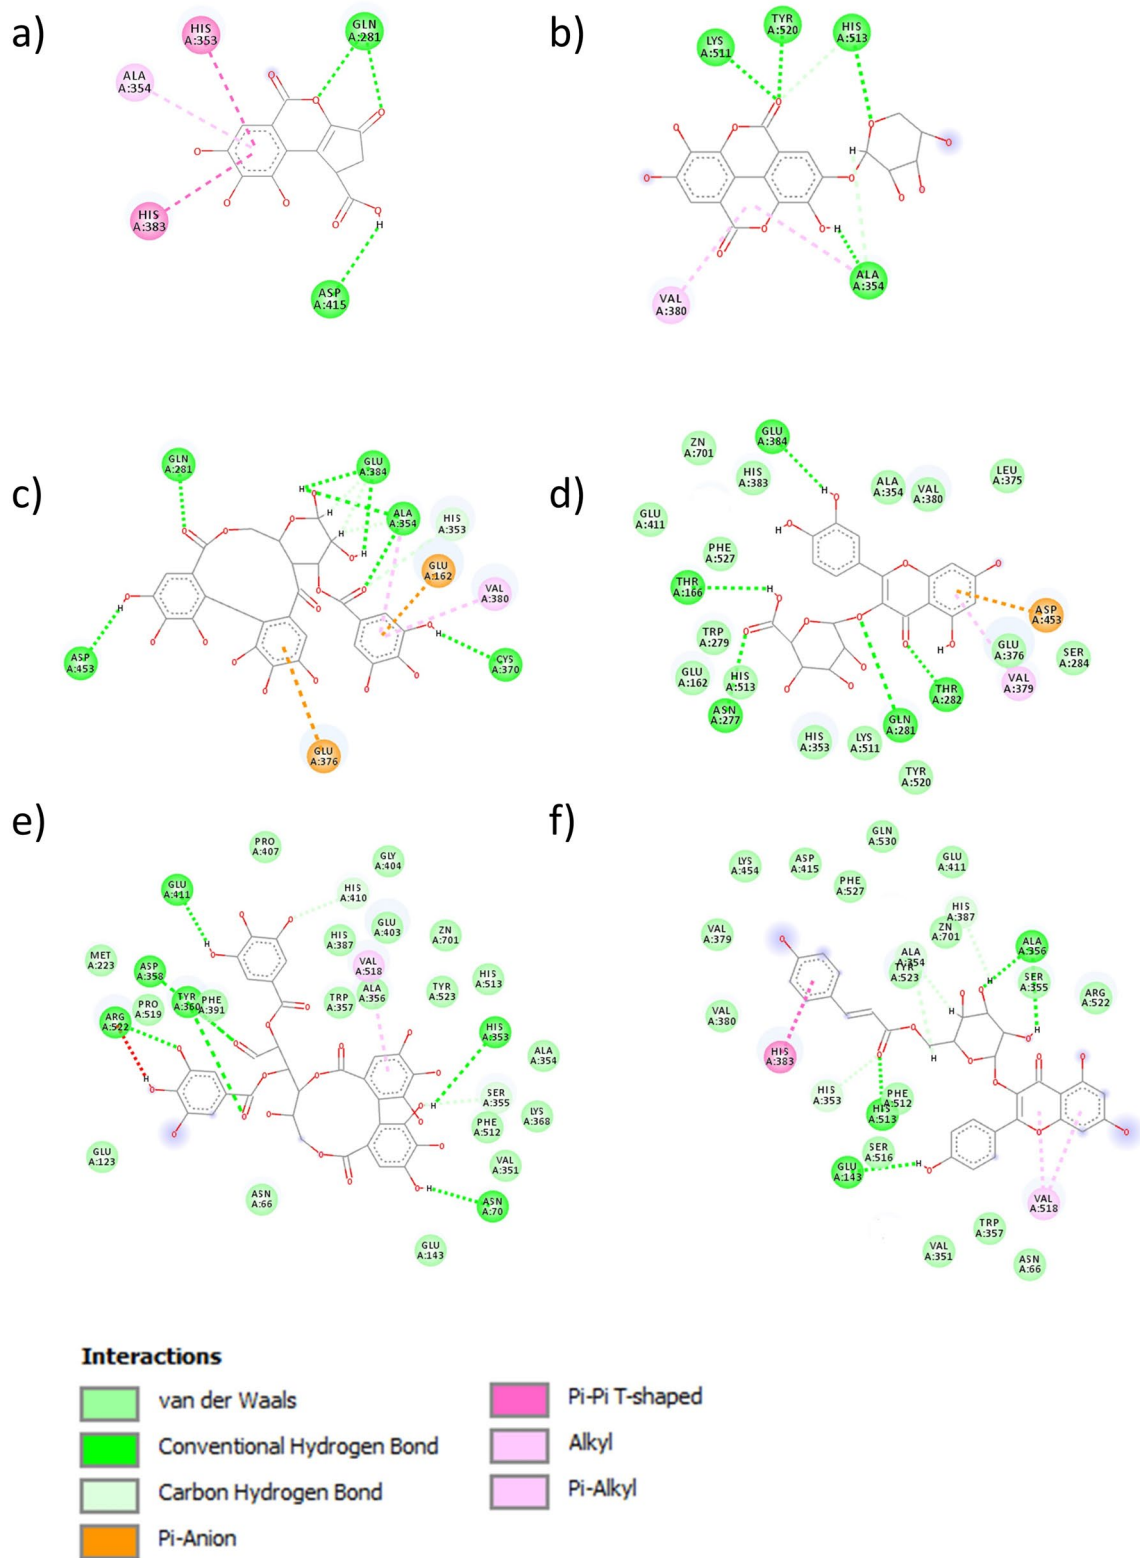 a)
HIS
A:353
GLN
A:281
ALA
A:354
HIS
A:383
ASP
A:415
O
O
O
O
O
O
O
O
H
b)
TYR
A:520
HIS
A:513
LYS
A:511
VAL
A:380
ALA
A:354
O
O
O
O
O
O
O
O
O
O
O
O
H
H
c)
GLN
A:281
GLU
A:384
ALA
A:354
HIS
A:353
GLU
A:162
VAL
A:380
CYS
A:370
ASP
A:453
GLU
A:376
d)
GLU
A:384
ZN
A:701
HIS
A:383
ALA
A:354
VAL
A:380
LEU
A:375
GLU
A:411
PHE
A:527
THR
A:166
ASP
A:453
TRP
A:279
GLU
A:376
SER
A:284
GLU
A:162
HIS
A:513
VAL
A:379
THR
A:282
ASN
A:277
GLN
A:281
HIS
A:353
LYS
A:511
TYR
A:520
e)
PRO
A:407
GLY
A:404
GLU
A:411
HIS
A:410
GLU
A:403
HIS
A:387
ZN
A:701
MET
A:223
ASP
A:358
VAL
A:518
HIS
A:513
TYR
A:360
PHE
A:391
PRO
A:519
TRP
A:357
ALA
A:356
TYR
A:523
ARG
A:522
HIS
A:353
ALA
A:354
SER
A:355
LYS
A:368
PHE
A:512
GLU
A:123
VAL
A:351
ASN
A:66
ASN
A:70
GLU
A:143
f)
GLN
A:530
LYS
A:454
ASP
A:415
PHE
A:527
GLU
A:411
HIS
A:387
VAL
A:379
ZN
A:701
ALA
A:354
ALA
A:356
TYR
A:523
SER
A:355
ARG
A:522
VAL
A:380
HIS
A:383
HIS
A:353
PHE
A:512
HIS
A:513
SER
A:516
GLU
A:143
VAL
A:518
TRP
A:357
VAL
A:351
ASN
A:66
Interactions
van der Waals
Conventional Hydrogen Bond
Carbon Hydrogen Bond
Pi-Anion
Pi-Pi T-shaped
Alkyl
Pi-Alkyl